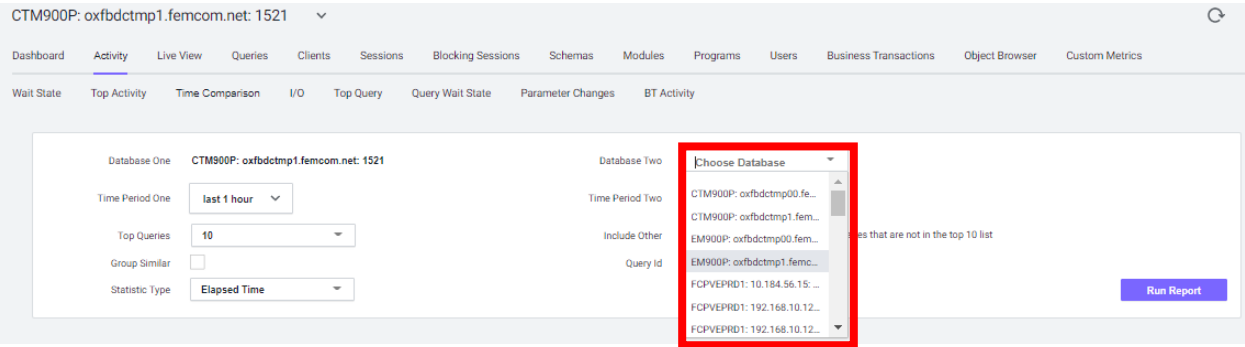 CTM900P: oxfbdctmp1.femcom.net: 1521
Dashboard Activity Live View Queries Clients Sessions Blocking Sessions Schemas Modules Programs Users Business Transactions Object Browser Custom Metrics
Wait State Top Activity Time Comparison I/O Top Query Query Wait State Parameter Changes BT Activity
Database One CTM900P: oxfbdctmp1.femcom.net: 1521 Database Two Choose Database
CTM900P: oxfbdctmp00.fe...
Time Period One last 1 hour Time Period Two
CTM900P: oxfbdctmp1.fem...
Top Queries 10 Include Other EM900P: oxfbdctmp00.fem... that are not in the top 10 list
Group Similar Query Id EM900P: oxfbdctmp1.femc...
Statistic Type Elapsed Time FCPVEPRD1: 10.184.56.15: ... Run Report
FCPVEPRD1: 192.168.10.12...
FCPVEPRD1: 192.168.10.12...